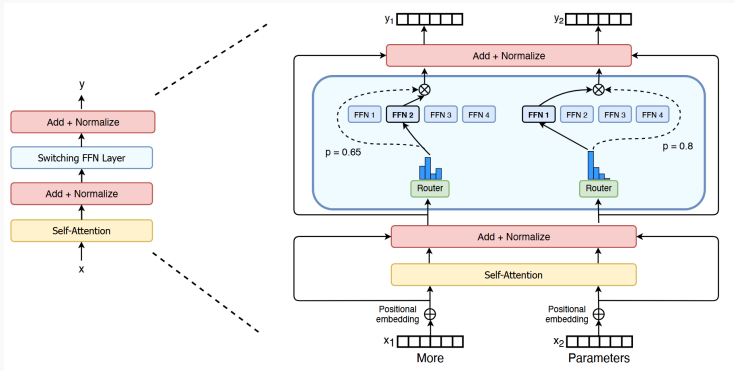 y
Add + Normalize
Switching FFN Layer
Add + Normalize
Self-Attention
x
y1
y2
Add + Normalize
FFN 1 FFN 2 FFN 3 FFN 4
FFN 1 FFN 2 FFN 3 FFN 4
p = 0.65
p = 0.8
Router
Router
Add + Normalize
Self-Attention
Positional
embedding
Positional
embedding
x1
x2
More
Parameters